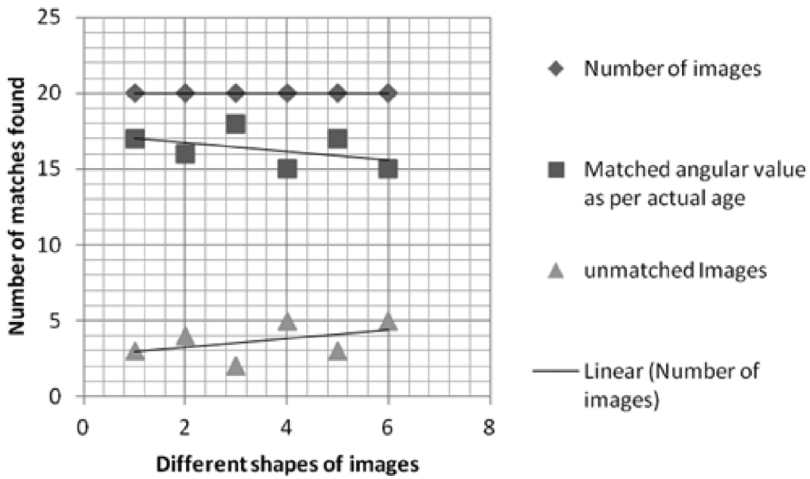 25
20
15
10
5
0
0 2 4 6 8
Number of matches found
Different shapes of images
Number of images
Matched angular value
as per actual age
unmatched Images
Linear (Number of
images)